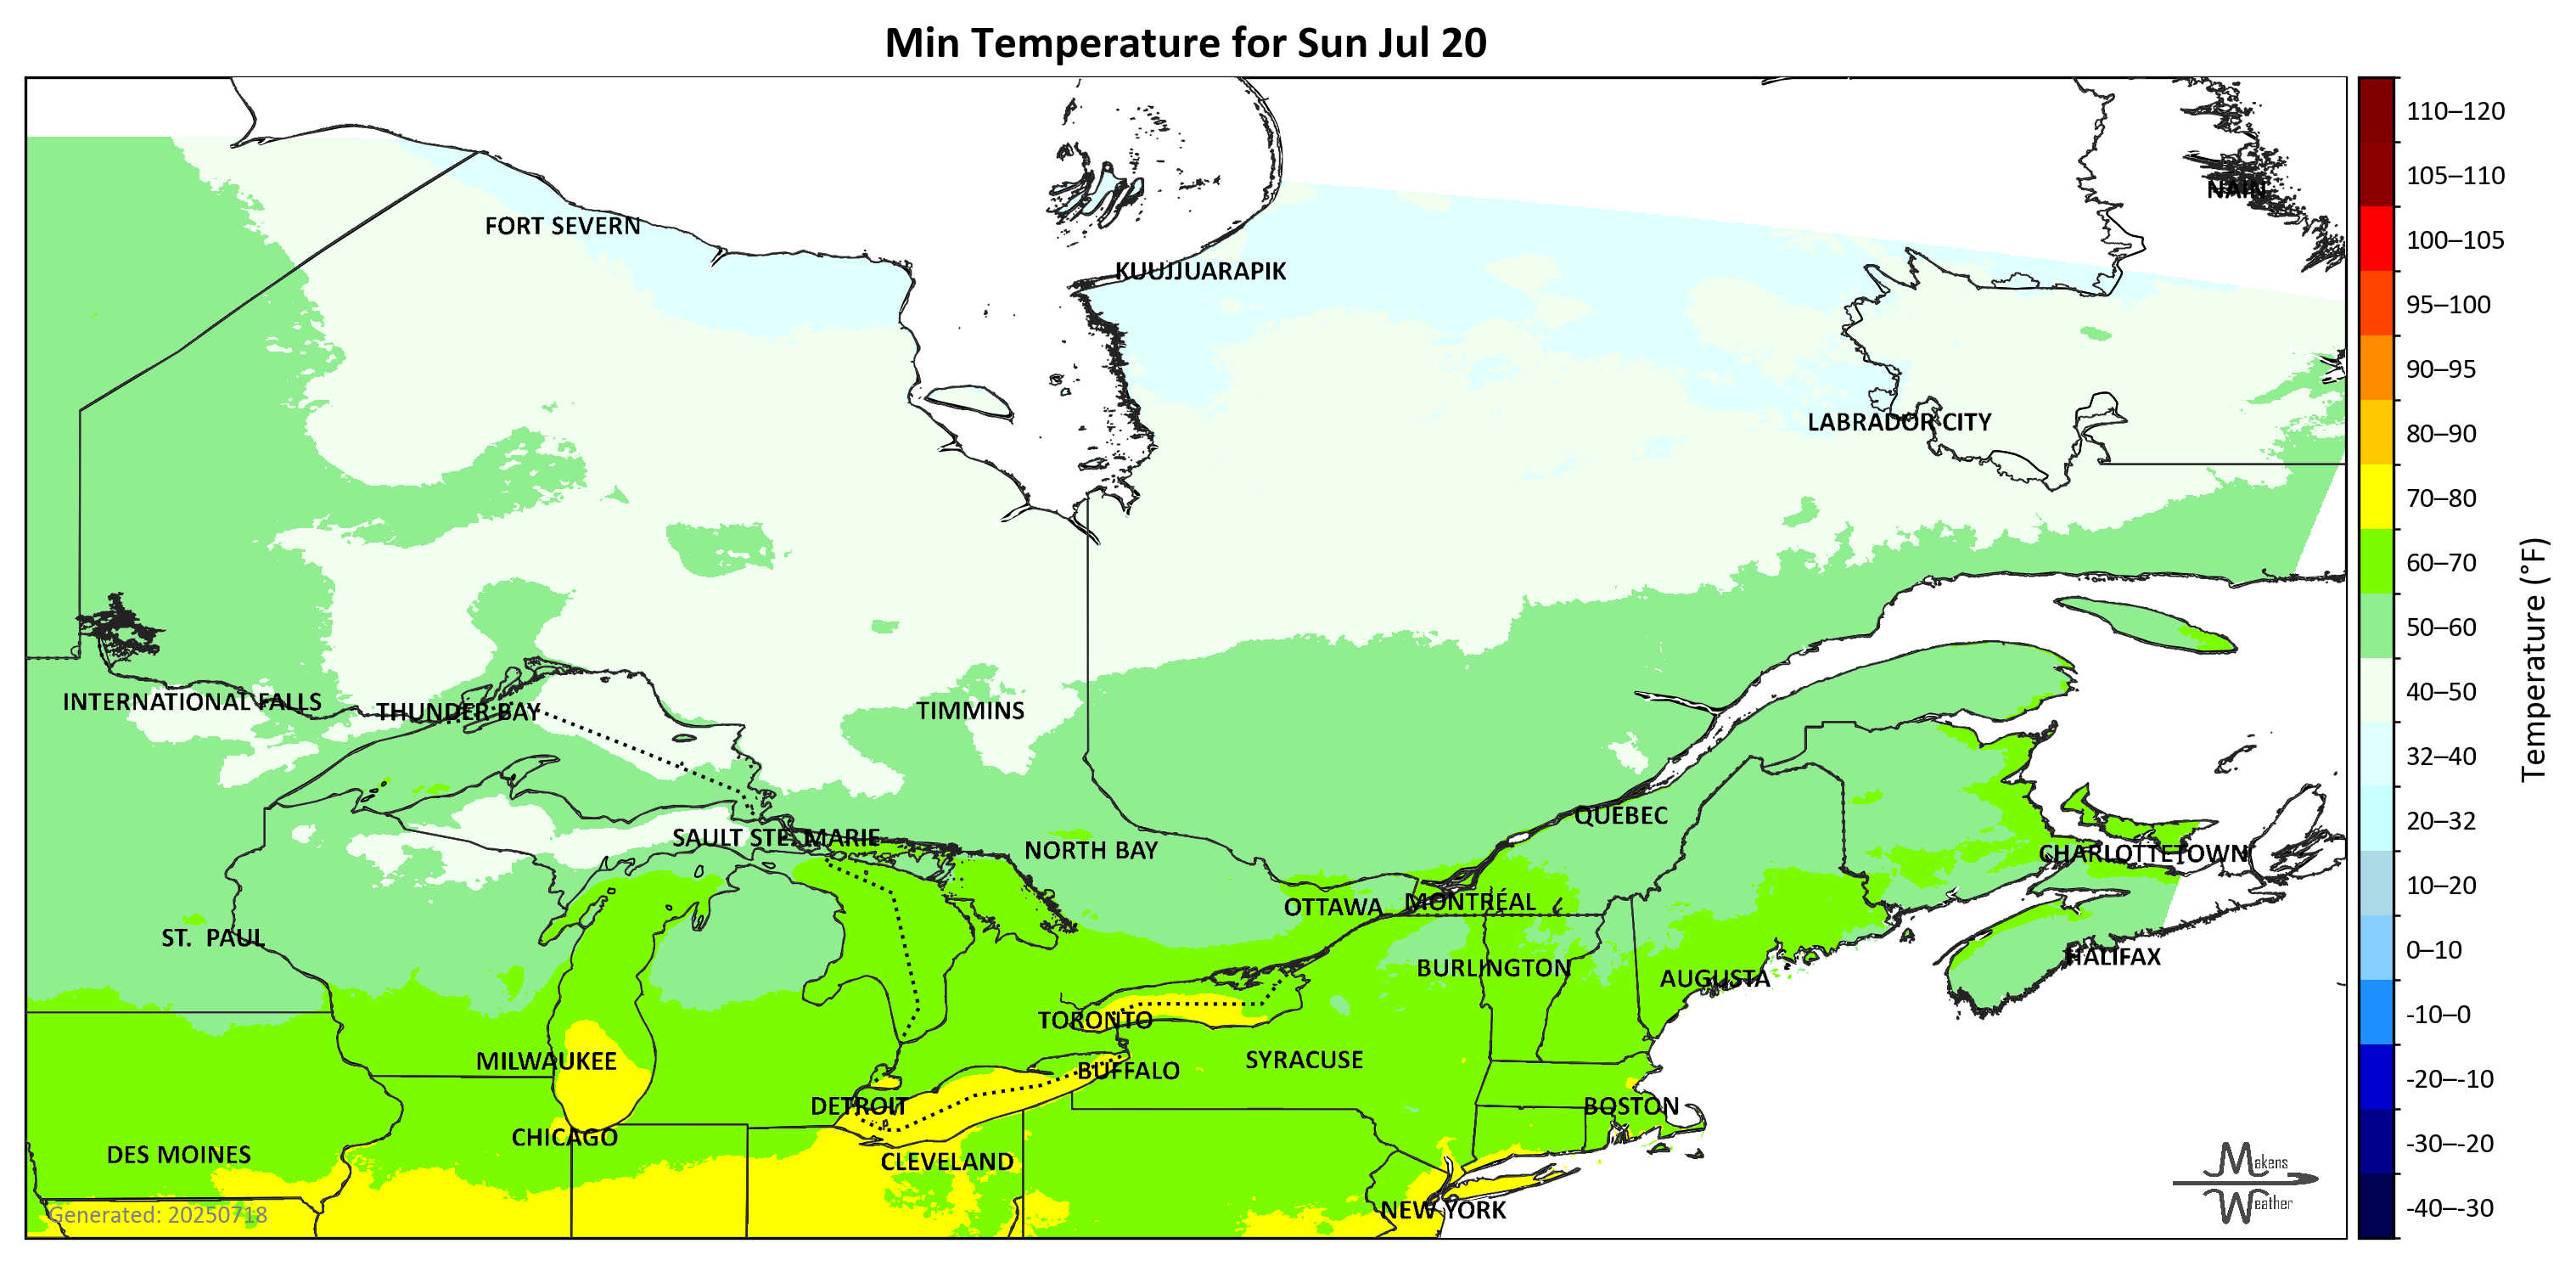 Min Temperature for Sun Jul 20
110–120
105–110
NAIN
FORT SEVERN
100–105
KUUJJUARAPIK
95–100
90–95
LABRADOR CITY
80–90
70–80
60–70
Temperature (°F)
50–60
INTERNATIONAL FALLS
THUNDER BAY
TIMMINS
40–50
32–40
QUEBEC
20–32
SAULT STE. MARIE
NORTH BAY
CHARLOTTETOWN
10–20
OTTAWA
MONTRÉAL
ST. PAUL
0–10
HALIFAX
BURLINGTON
AUGUSTA
-10–0
TORONTO
MILWAUKEE
SYRACUSE
BUFFALO
-20–-10
DETROIT
BOSTON
CHICAGO
-30–-20
DES MOINES
CLEVELAND
Makens
Weather
NEW YORK
-40–-30
Generated: 20250718